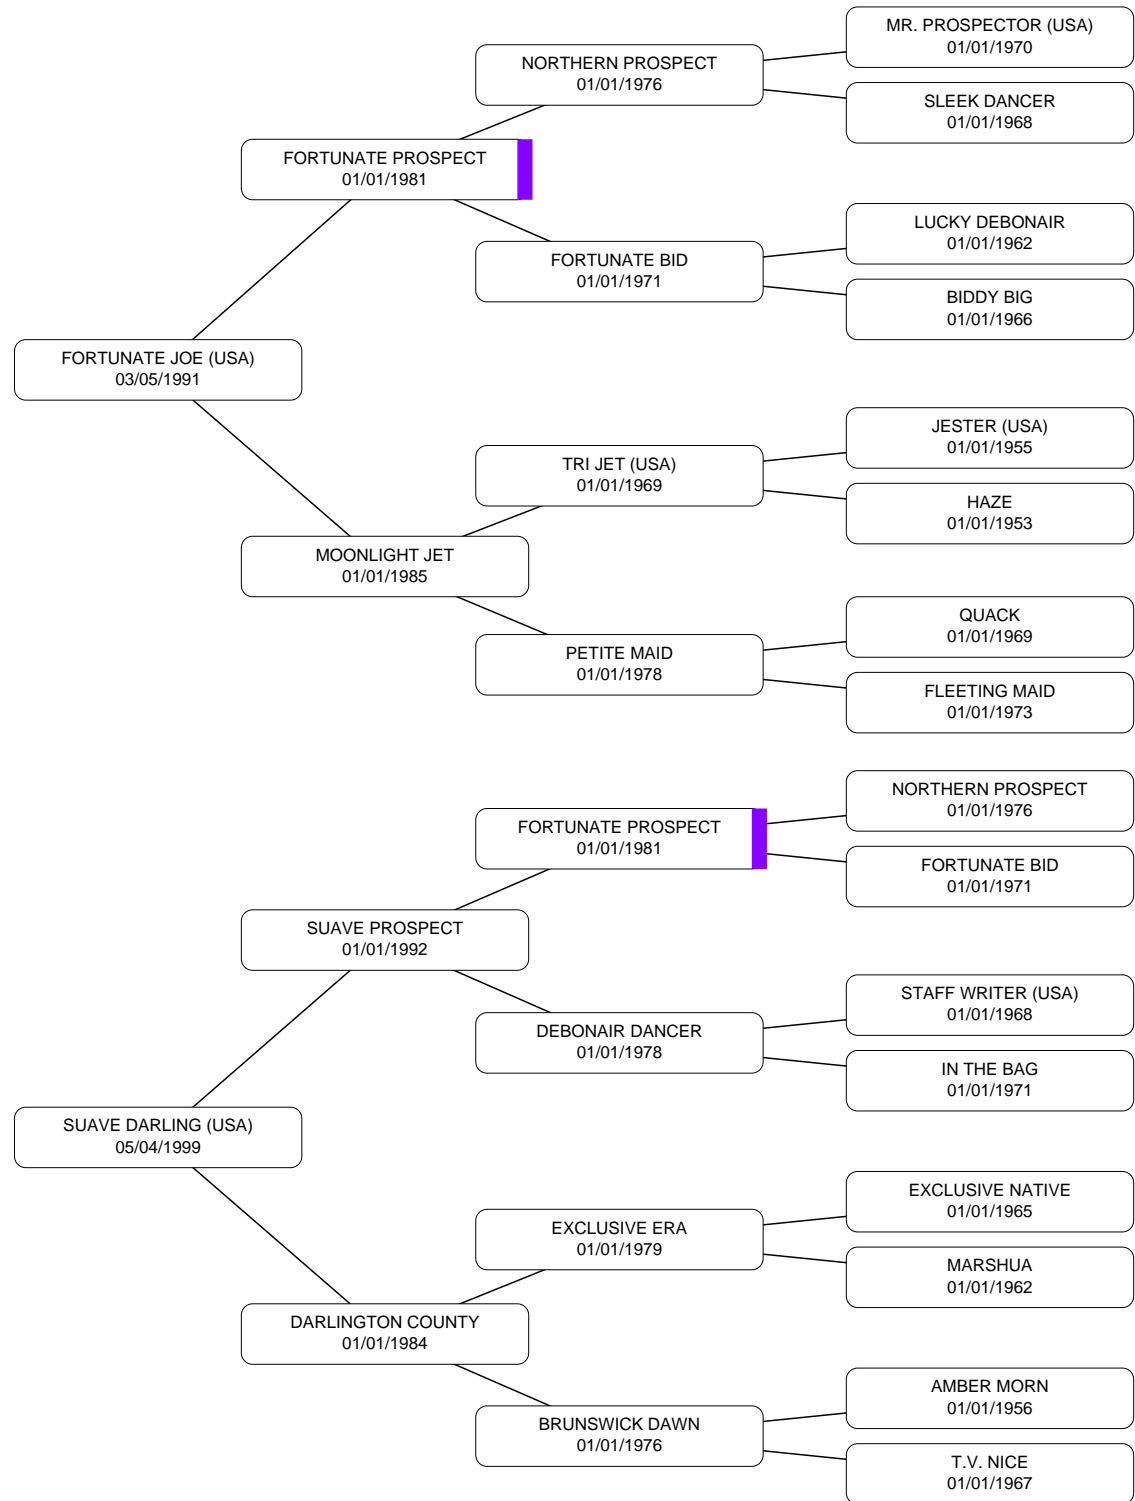 MR. PROSPECTOR (USA)
01/01/1970
NORTHERN PROSPECT
01/01/1976
SLEEK DANCER
01/01/1968
FORTUNATE PROSPECT
01/01/1981
LUCKY DEBONAIR
01/01/1962
FORTUNATE BID
01/01/1971
BIDDY BIG
01/01/1966
FORTUNATE JOE (USA)
03/05/1991
JESTER (USA)
01/01/1955
TRI JET (USA)
01/01/1969
HAZE
01/01/1953
MOONLIGHT JET
01/01/1985
QUACK
01/01/1969
PETITE MAID
01/01/1978
FLEETING MAID
01/01/1973
NORTHERN PROSPECT
01/01/1976
FORTUNATE PROSPECT
01/01/1981
FORTUNATE BID
01/01/1971
SUAVE PROSPECT
01/01/1992
STAFF WRITER (USA)
01/01/1968
DEBONAIR DANCER
01/01/1978
IN THE BAG
01/01/1971
SUAVE DARLING (USA)
05/04/1999
EXCLUSIVE NATIVE
01/01/1965
EXCLUSIVE ERA
01/01/1979
MARSHUA
01/01/1962
DARLINGTON COUNTY
01/01/1984
AMBER MORN
01/01/1956
BRUNSWICK DAWN
01/01/1976
T.V. NICE
01/01/1967